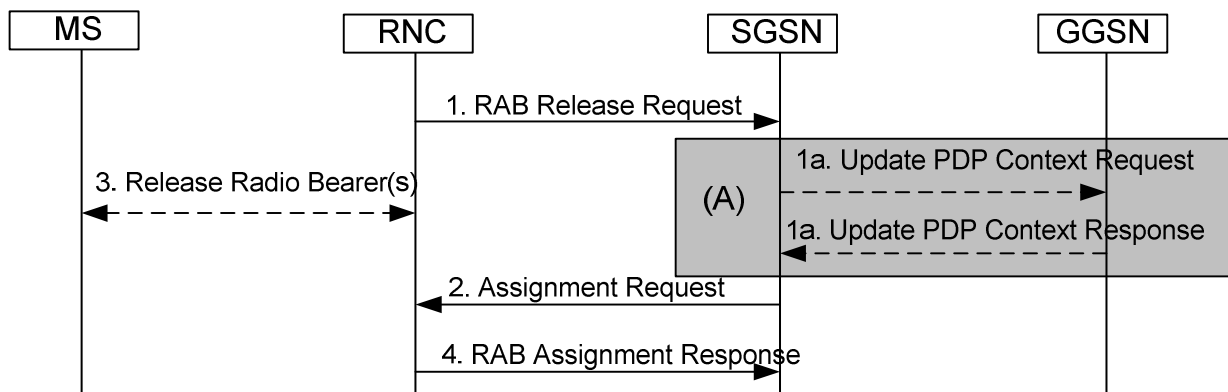 MS
RNC
SGSN
GGSN
1. RAB Release Request
1a. Update PDP Context Request
3. Release Radio Bearer(s)
(A)
1a. Update PDP Context Response
2. Assignment Request
4. RAB Assignment Response